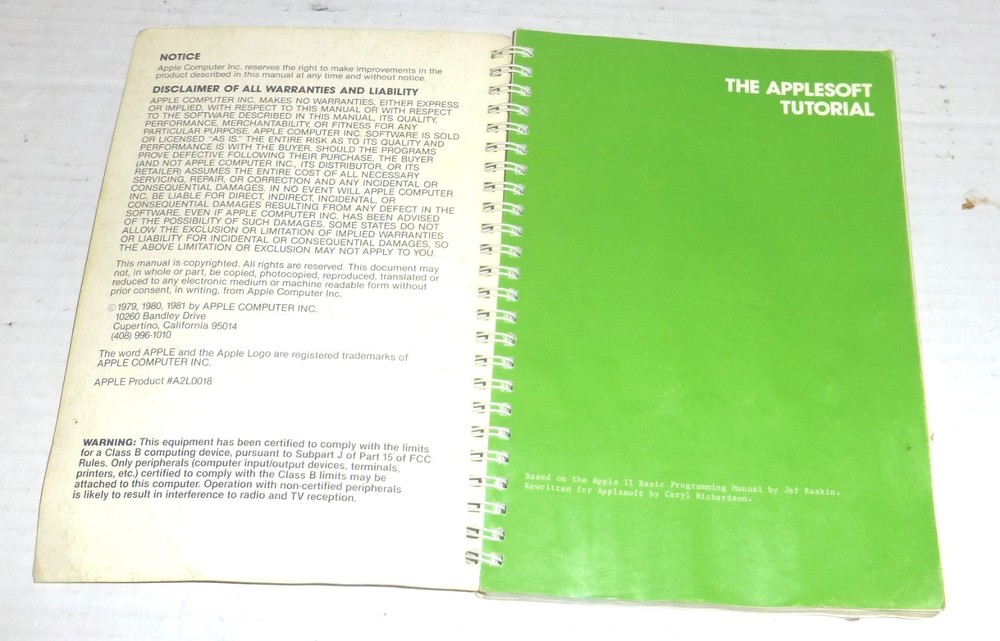 NOTICE
Apple Computer Inc. reserves the right to make improvements in the
product described in this manual at any time and without notice.
DISCLAIMER OF ALL WARRANTIES AND LIABILITY
APPLE COMPUTER INC. MAKES NO WARRANTIES, EITHER EXPRESS
OR IMPLIED, WITH RESPECT TO THIS MANUAL OR WITH RESPECT
TO THE SOFTWARE DESCRIBED IN THIS MANUAL, ITS QUALITY,
PERFORMANCE, MERCHANTABILITY, OR FITNESS FOR ANY
PARTICULAR PURPOSE. APPLE COMPUTER INC. SOFTWARE IS SOLD
OR LICENSED "AS IS." THE ENTIRE RISK AS TO ITS QUALITY AND
PERFORMANCE IS WITH THE BUYER. SHOULD THE PROGRAMS
PROVE DEFECTIVE FOLLOWING THEIR PURCHASE, THE BUYER
(AND NOT APPLE COMPUTER INC., ITS DISTRIBUTOR, OR ITS
RETAILER) ASSUMES THE ENTIRE COST OF ALL NECESSARY
SERVICING, REPAIR, OR CORRECTION AND ANY INCIDENTAL OR
CONSEQUENTIAL DAMAGES. IN NO EVENT WILL APPLE COMPUTER
INC. BE LIABLE FOR DIRECT, INDIRECT, INCIDENTAL, OR
CONSEQUENTIAL DAMAGES RESULTING FROM ANY DEFECT IN THE
SOFTWARE, EVEN IF APPLE COMPUTER INC. HAS BEEN ADVISED
OF THE POSSIBILITY OF SUCH DAMAGES. SOME STATES DO NOT
ALLOW THE EXCLUSION OR LIMITATION OF IMPLIED WARRANTIES
OR LIABILITY FOR INCIDENTAL OR CONSEQUENTIAL DAMAGES, SO
THE ABOVE LIMITATION OR EXCLUSION MAY NOT APPLY TO YOU.
This manual is copyrighted. All rights are reserved. This document may
not, in whole or part, be copied, photocopied, reproduced, translated or
reduced to any electronic medium or machine readable form without
prior consent, in writing, from Apple Computer Inc.
©1979, 1980, 1981 by APPLE COMPUTER INC.
10260 Bandley Drive
Cupertino, California 95014
(408) 996-1010
The word APPLE and the Apple Logo are registered trademarks of
APPLE COMPUTER INC.
APPLE Product #A2L0018
WARNING: This equipment has been certified to comply with the limits
for a Class B computing device, pursuant to Subpart J of Part 15 of FCC
Rules. Only peripherals (computer input/output devices, terminals,
printers, etc.) certified to comply with the Class B limits may be
attached to this computer. Operation with non-certified peripherals
is likely to result in interference to radio and TV reception.
THE APPLESOFT
TUTORIAL
Based on the Apple II Basic Programming Manual by Jef Raskin.
Rewritten for Applesoft by Caryl Richardson.